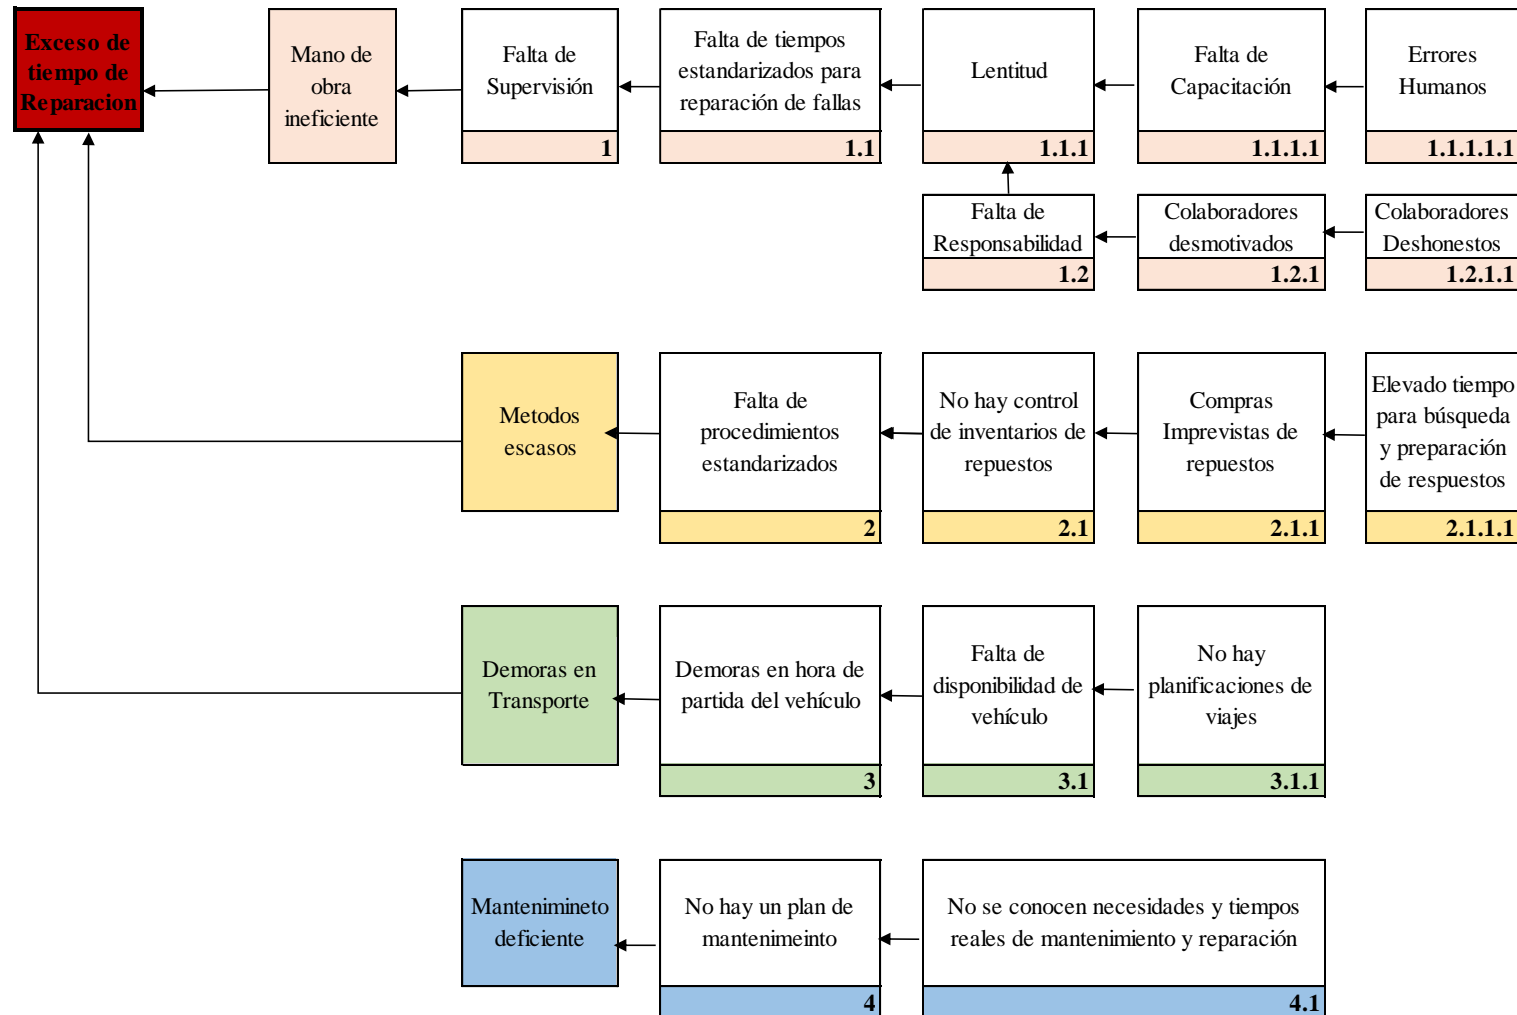 Exceso de
tiempo de
Reparacion
Mano de
obra
ineficiente
Falta de
Supervisión
1
Falta de tiempos
estandarizados para
reparación de fallas
1.1
Lentitud
1.1.1
Falta de
Capacitación
1.1.1.1
Errores
Humanos
1.1.1.1.1
Falta de
Responsabilidad
1.2
Colaboradores
desmotivados
1.2.1
Colaboradores
Deshonestos
1.2.1.1
Metodos
escasos
Falta de
procedimientos
estandarizados
2
No hay control
de inventarios de
repuestos
2.1
Compras
Imprevistas de
repuestos
2.1.1
Elevado tiempo
para búsqueda
y preparación
de respuestos
2.1.1.1
Demoras en
Transporte
Demoras en hora de
partida del vehículo
3
Falta de
disponibilidad de
vehículo
3.1
No hay
planificaciones de
viajes
3.1.1
Mantenimineto
deficiente
No hay un plan de
mantenimeinto
4
No se conocen necesidades y tiempos
reales de mantenimiento y reparación
4.1